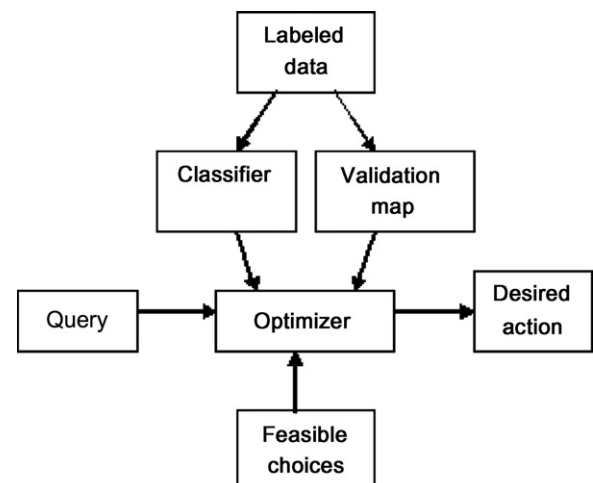 Labeled
data
Classifier
Validation
map
Query
Optimizer
Desired
action
Feasible
choices